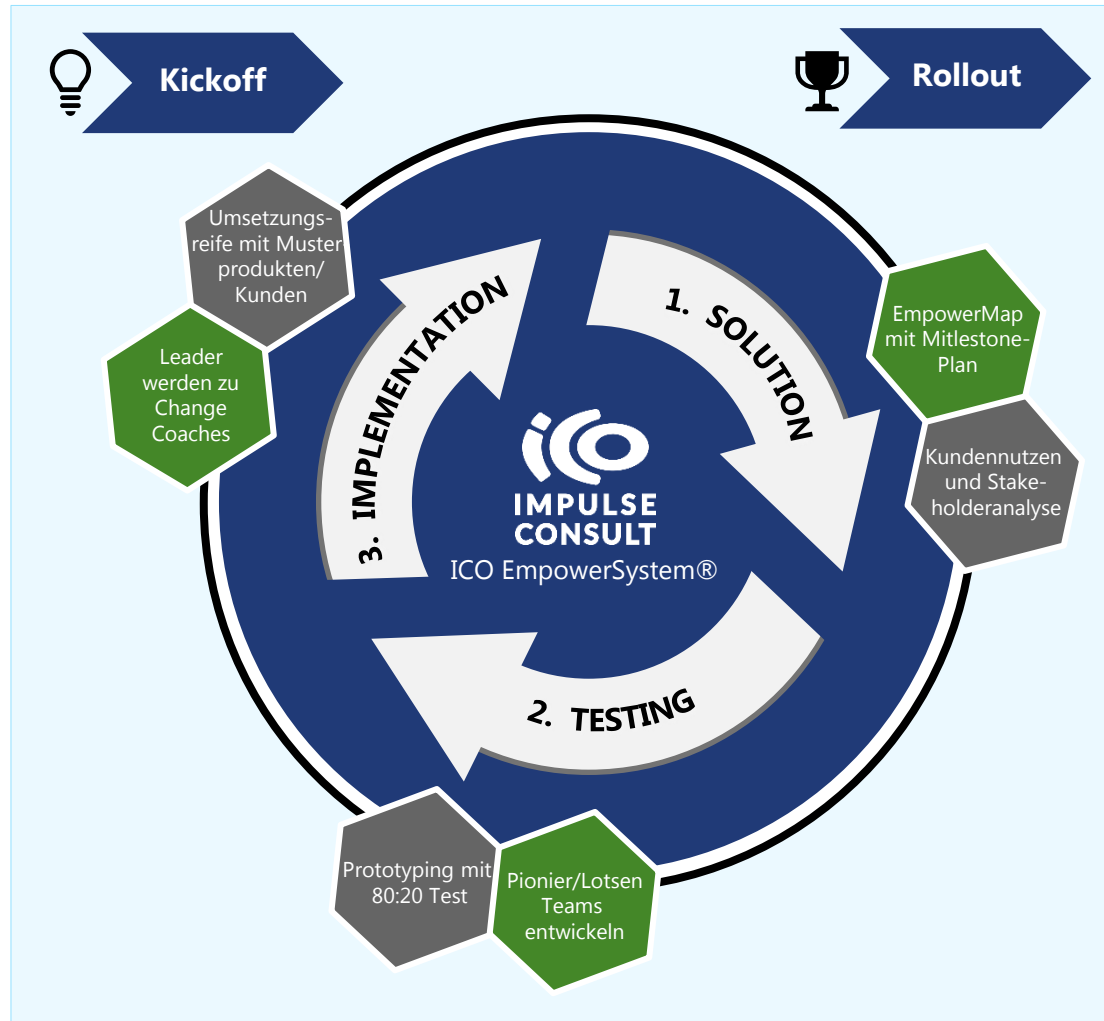 Kickoff
Rollout
Umsetzungs-
reife mit Muster-
produkten/
Kunden
Leader
werden zu
Change
Coaches
3. IMPLEMENTATION
1. SOLUTION
EmpowerMap
mit Mitlestone-
Plan
Kundennutzen
und Stake-
holderanalyse
ico
IMPULSE
CONSULT
ICO EmpowerSystem®
2. TESTING
Prototyping mit
80:20 Test
Pionier/Lotsen
Teams
entwickeln